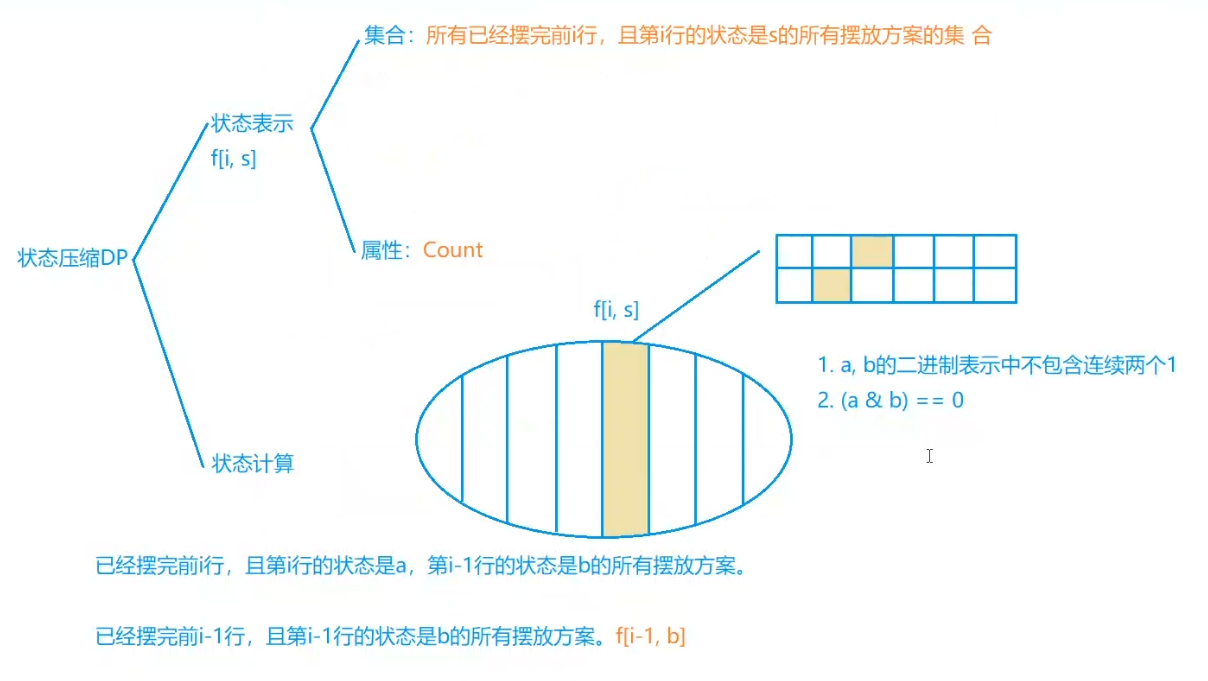 集合：所有已经摆完前i行，且第i行的状态是s的所有摆放方案的集 合
状态表示
f[i, s]
状态压缩DP
属性：Count
f[i, s]
1. a, b的二进制表示中不包含连续两个1
2. (a & b) == 0
状态计算
已经摆完前i行，且第i行的状态是a，第i-1行的状态是b的所有摆放方案。
已经摆完前i-1行，且第i-1行的状态是b的所有摆放方案。f[i-1, b]